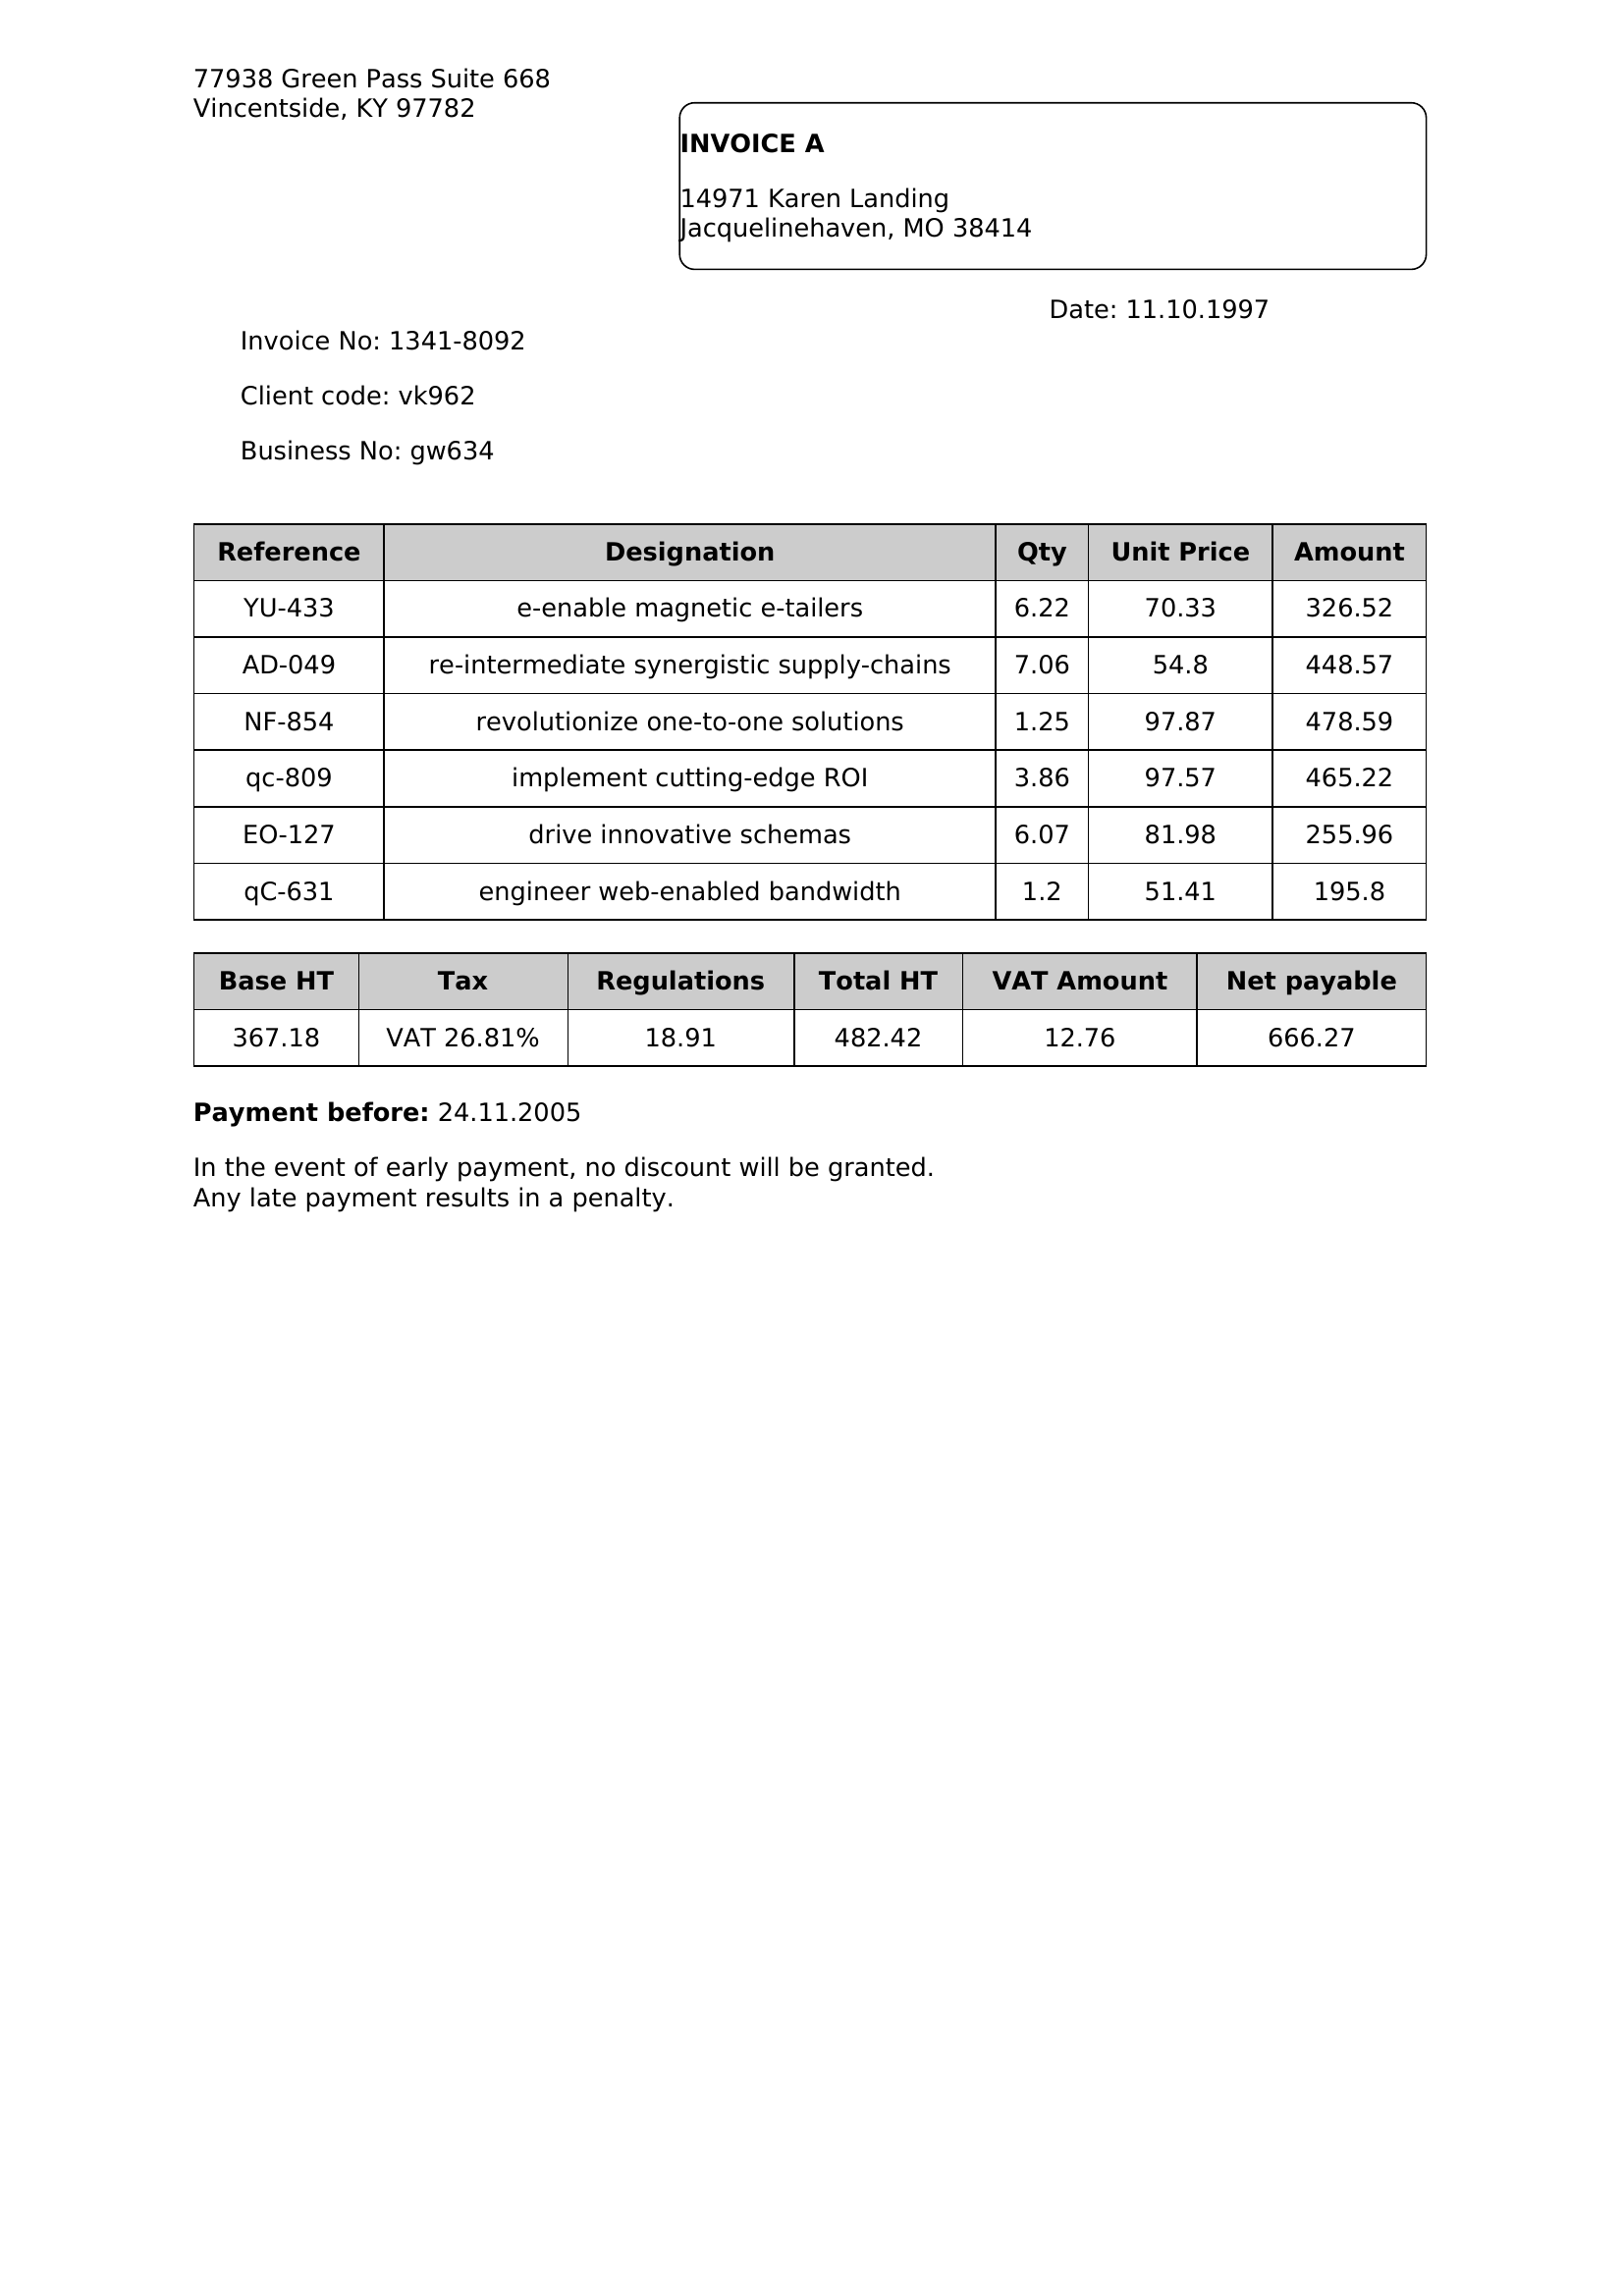 77938 Green Pass Suite 668
Vincentside, KY 97782
INVOICE A
14971 Karen Landing
Jacquelinehaven, MO 38414
Date: 11.10.1997
Invoice No: 1341-8092
Client code: vk962
Business No: gw634
Reference Designation Qty Unit Price Amount
YU-433 e-enable magnetic e-tailers 6.22 70.33 326.52
AD-049 re-intermediate synergistic supply-chains 7.06 54.8 448.57
NF-854 revolutionize one-to-one solutions 1.25 97.87 478.59
qc-809 implement cutting-edge ROI 3.86 97.57 465.22
EO-127 drive innovative schemas 6.07 81.98 255.96
qC-631 engineer web-enabled bandwidth 1.2 51.41 195.8
Base HT Tax Regulations Total HT VAT Amount Net payable
367.18 VAT 26.81% 18.91 482.42 12.76 666.27
Payment before: 24.11.2005
In the event of early payment, no discount will be granted.
Any late payment results in a penalty.